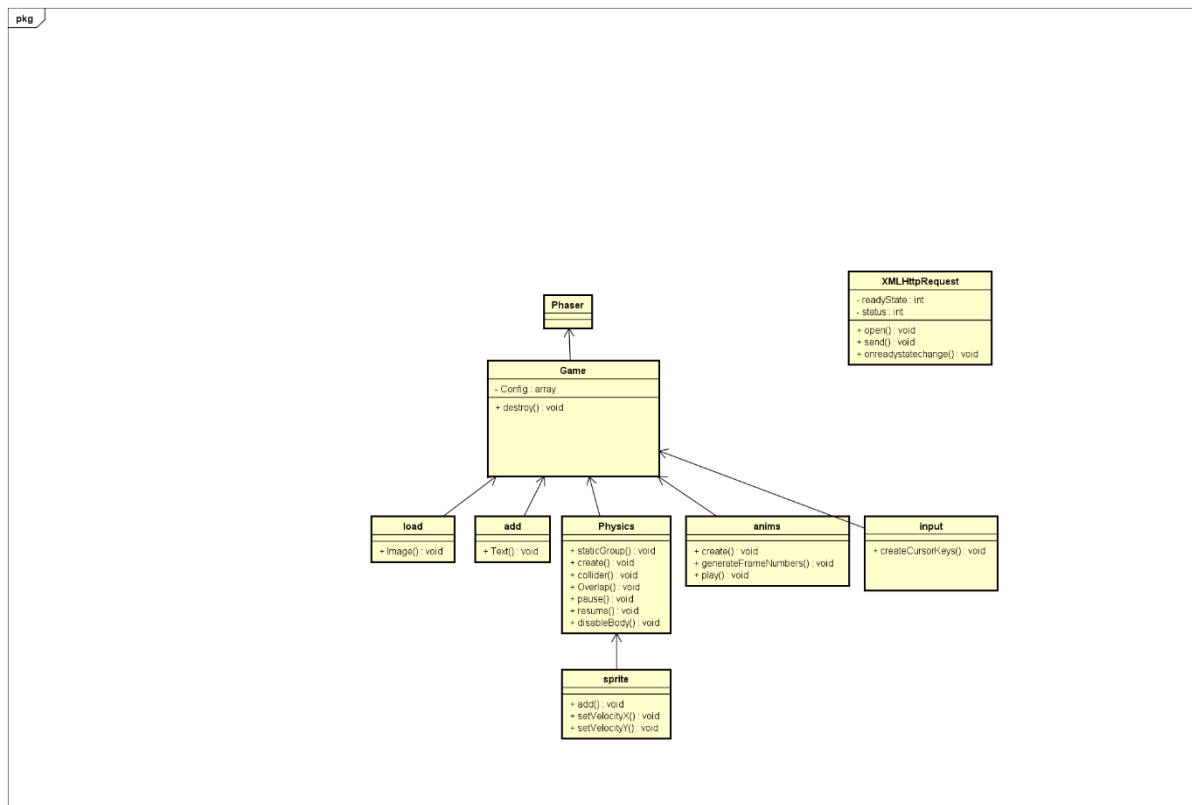 pkg
XMLHttpRequest
- readyState : int
- status : int
+ open() : void
+ send() : void
+ onreadystatechange() : void
Phaser
Game
- Config : array
+ destroy() : void
load
+ Image() : void
add
+ Text() : void
Physics
+ staticGroup() : void
+ create() : void
+ collider() : void
+ Overlap() : void
+ pause() : void
+ resume() : void
+ disableBody() : void
anims
+ create() : void
+ generateFrameNumbers() : void
+ play() : void
input
+ createCursorKeys() : void
sprite
+ add() : void
+ setVelocityX() : void
+ setVelocityY() : void